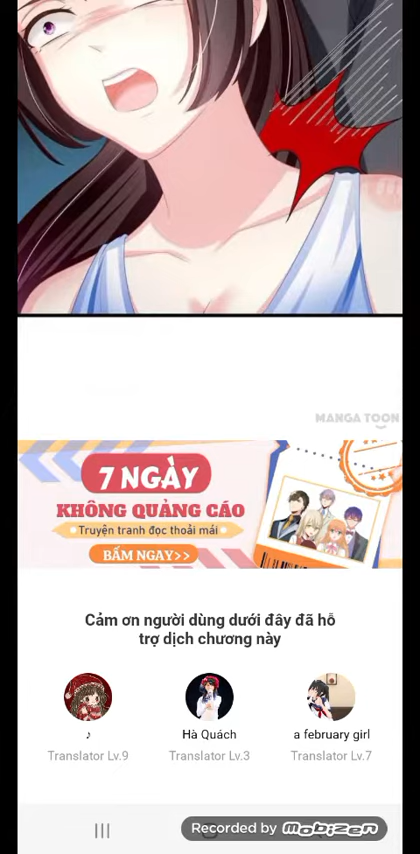 MANGA TOON
7 NGÀY
KHÔNG QUẢNG CÁO
Truyện tranh đọc thoải mái
BẤM NGAY>>
Cảm ơn người dùng dưới đây đã hỗ
trợ dịch chương này
♪ Hà Quách a february girl
Translator Lv.9 Translator Lv.3 Translator Lv.7
Recorded by mobizen